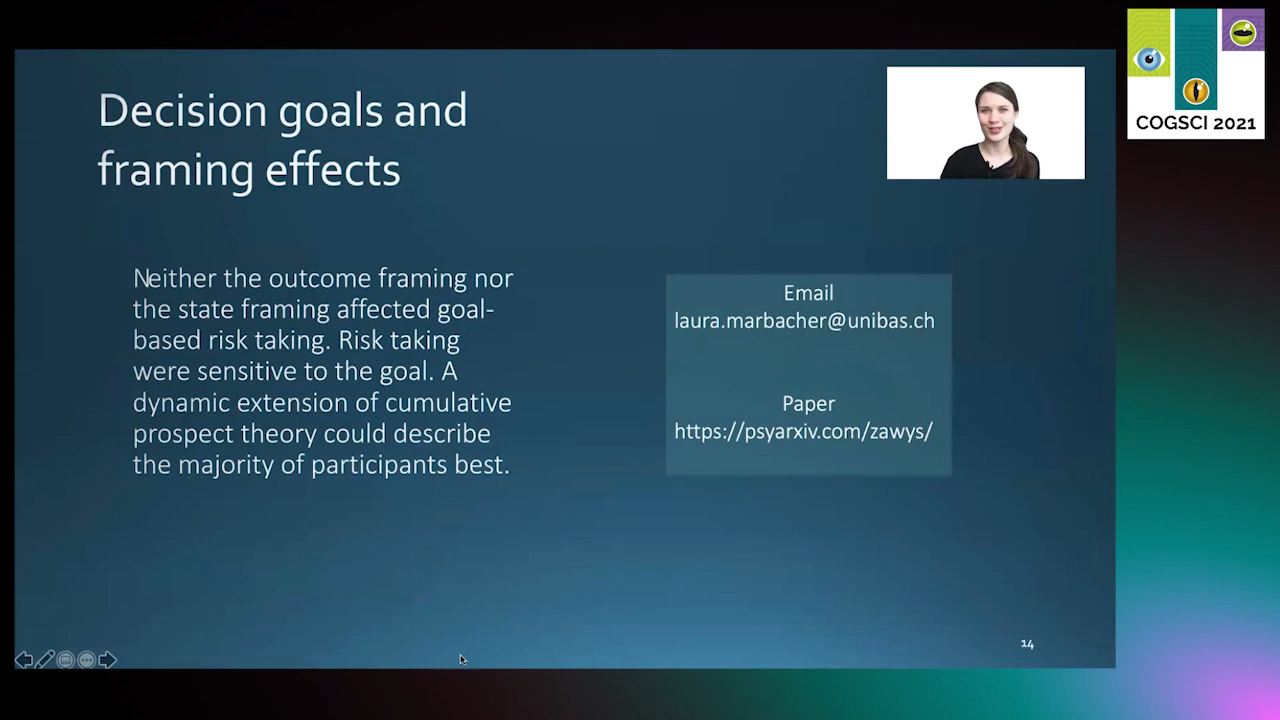 Decision goals and
framing effects
COGSCI 2021
Neither the outcome framing nor
the state framing affected goal-
based risk taking. Risk taking
were sensitive to the goal. A
dynamic extension of cumulative
prospect theory could describe
the majority of participants best.
Email
laura.marbacher@unibas.ch
Paper
https://psyarxiv.com/zawys/
14